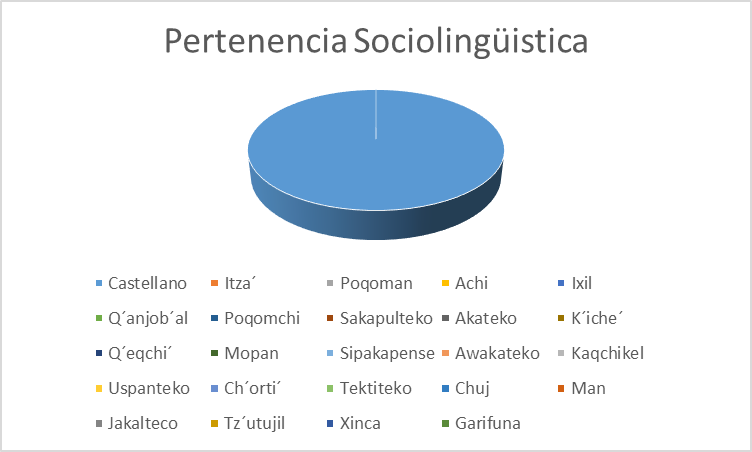 Pertenencia Sociolingüistica
Castellano Itza´ Poqoman Achi Ixil
Q´anjob´al Poqomchi Sakapulteko Akateko K´iche´
Q´eqchi´ Mopan Sipakapense Awakateko Kaqchikel
Uspanteko Ch´orti´ Tektiteko Chuj Man
Jakalteco Tz´utujil Xinca Garifuna